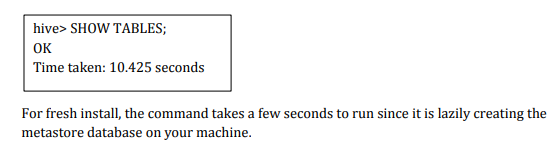 hive> SHOW TABLES;
OK
Time taken: 10.425 seconds
For fresh install, the command takes a few seconds to run since it is lazily creating the
metastore database on your machine.